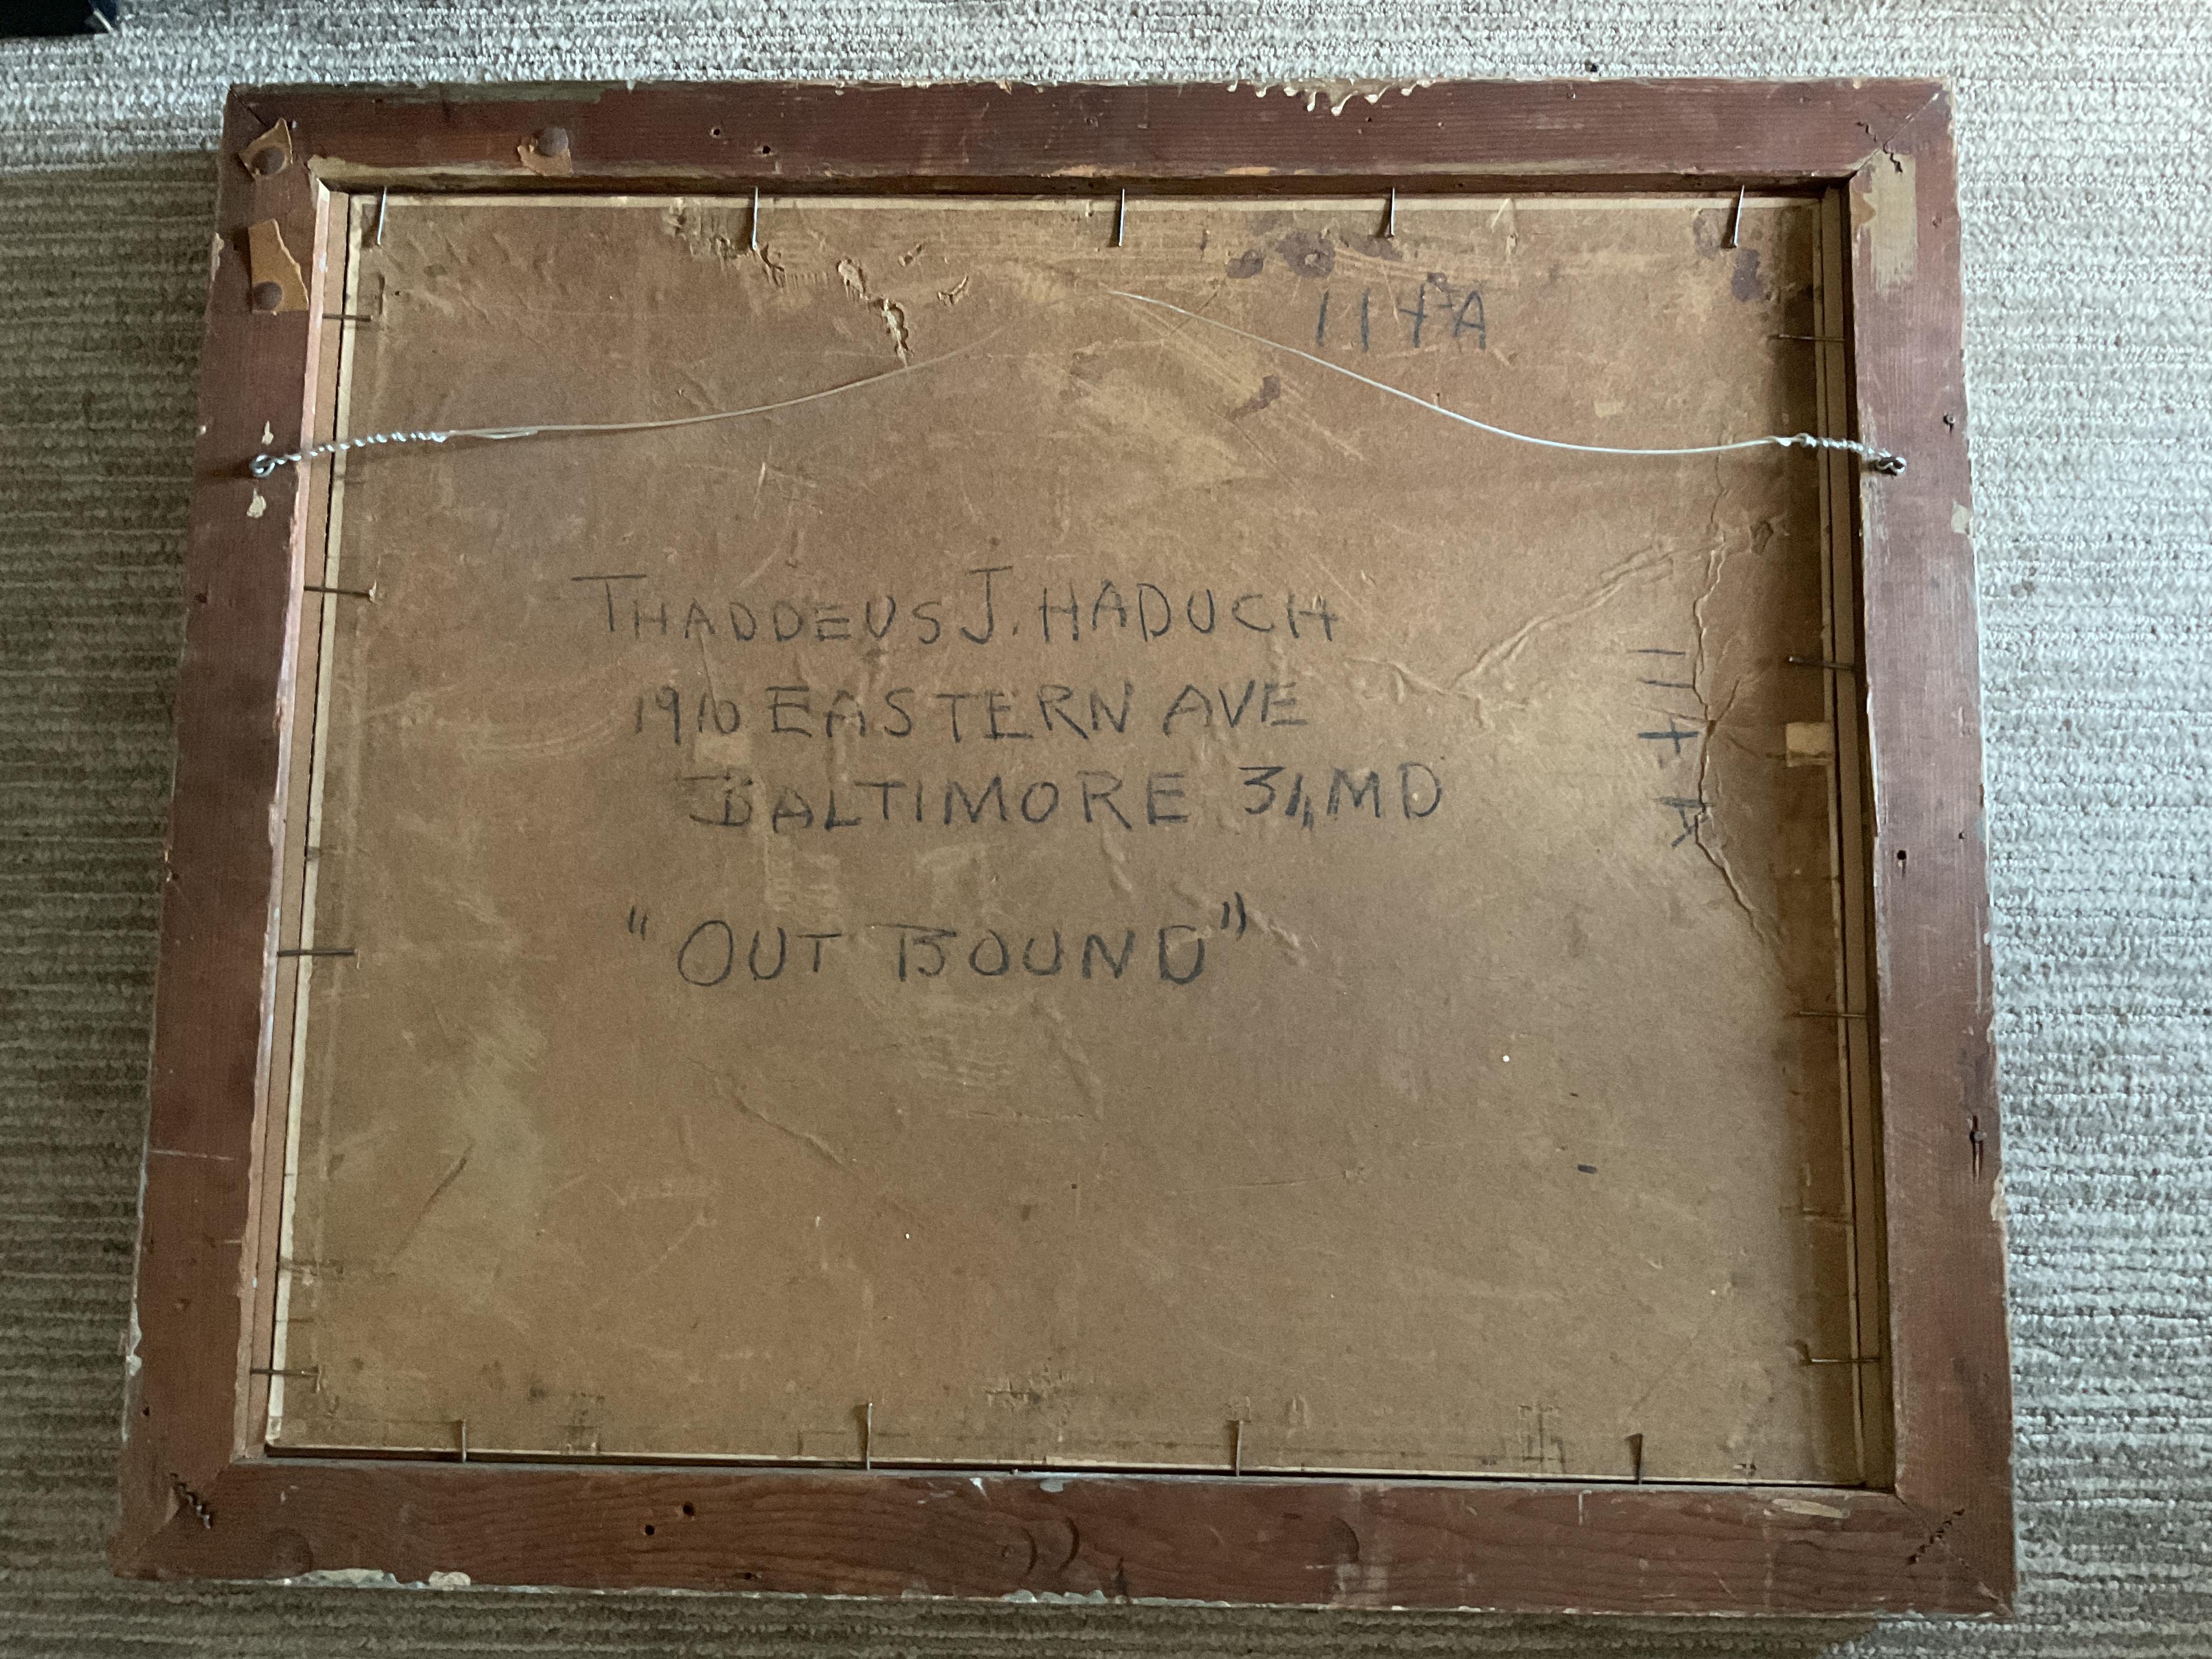 114A
THADDEUS J. HADUCH
1910 EASTERN AVE
BALTIMORE 31, MD
"OUT BOUND"
114A